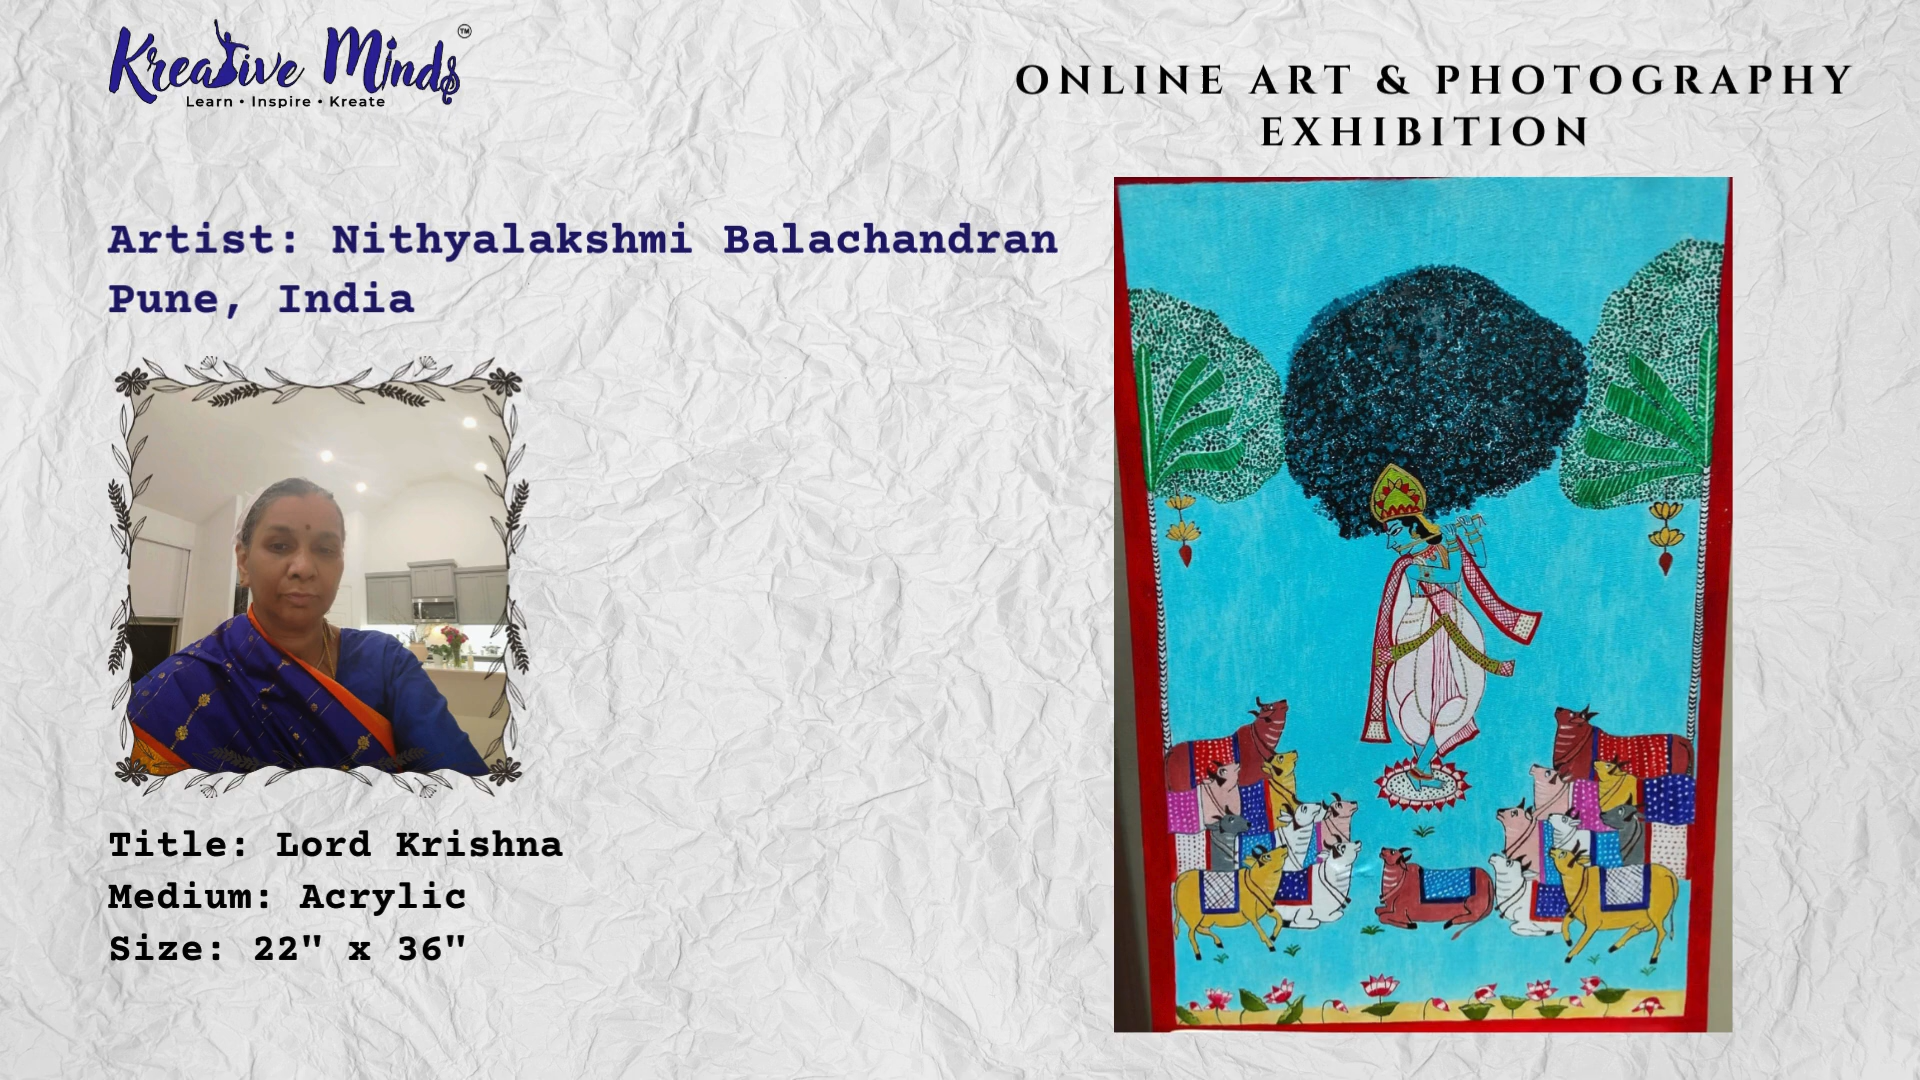 Kreative Minds™
Learn • Inspire • Kreate
ONLINE ART & PHOTOGRAPHY
EXHIBITION
Artist: Nithyalakshmi Balachandran
Pune, India
Title: Lord Krishna
Medium: Acrylic
Size: 22" x 36"